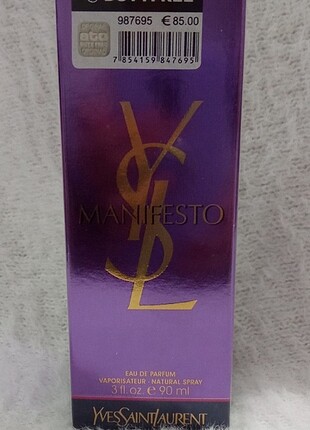 987695 €85.00
7 854159 847695
YSL
MANIFESTO
EAU DE PARFUM
VAPORISATEUR - NATURAL SPRAY
3 fl. oz. e 90 ml
YVESSAINTLAURENT